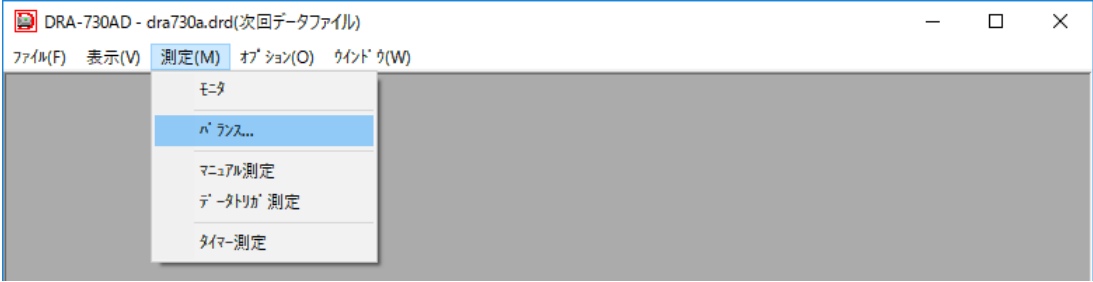 DRA-730AD - dra730a.drd(次回データファイル)
ﾌｧｲﾙ(F) 表示(V) 測定(M) ｵﾌﾟｼｮﾝ(O) ｳｲﾝﾄﾞｳ(W)
ﾓﾆﾀ
ﾊﾞﾗﾝｽ...
ﾏﾆｭｱﾙ測定
ﾃﾞｰﾀﾄﾘｶﾞ測定
ﾀｲﾏｰ測定